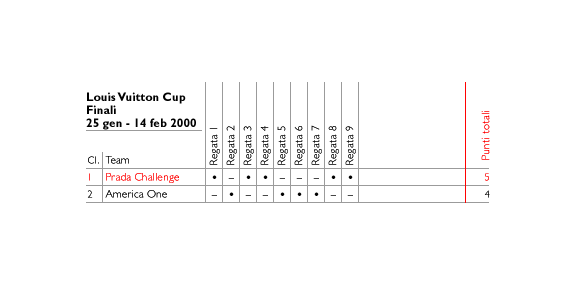 Louis Vuitton Cup
Finali
25 gen - 14 feb 2000
Cl. Team Regata 1 Regata 2 Regata 3 Regata 4 Regata 5 Regata 6 Regata 7 Regata 8 Regata 9 Punti totali
1 Prada Challenge • – • • – – – • • 5
2 America One – • – – • • • – – 4